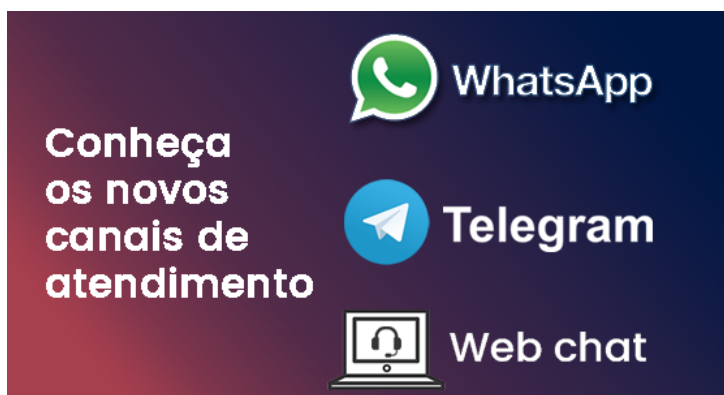 Conheça
os novos
canais de
atendimento
WhatsApp
Telegram
Web chat